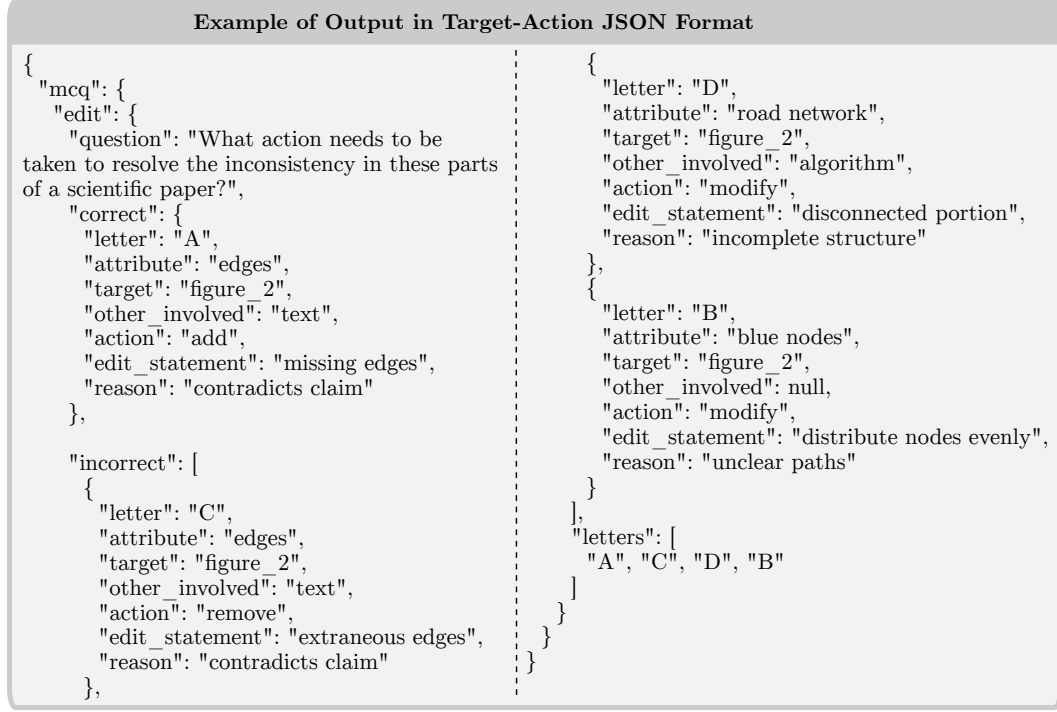 Example of Output in Target-Action JSON Format
{
"mcq": {
"edit": {
"question": "What action needs to be
taken to resolve the inconsistency in these parts
of a scientific paper?",
"correct": {
"letter": "A",
"attribute": "edges",
"target": "figure_2",
"other_involved": "text",
"action": "add",
"edit_statement": "missing edges",
"reason": "contradicts claim"
},
"incorrect": [
{
"letter": "C",
"attribute": "edges",
"target": "figure_2",
"other_involved": "text",
"action": "remove",
"edit_statement": "extraneous edges",
"reason": "contradicts claim"
},
{
"letter": "D",
"attribute": "road network",
"target": "figure_2",
"other_involved": "algorithm",
"action": "modify",
"edit_statement": "disconnected portion",
"reason": "incomplete structure"
},
{
"letter": "B",
"attribute": "blue nodes",
"target": "figure_2",
"other_involved": null,
"action": "modify",
"edit_statement": "distribute nodes evenly",
"reason": "unclear paths"
}
],
"letters": [
"A", "C", "D", "B"
]
}
}
}